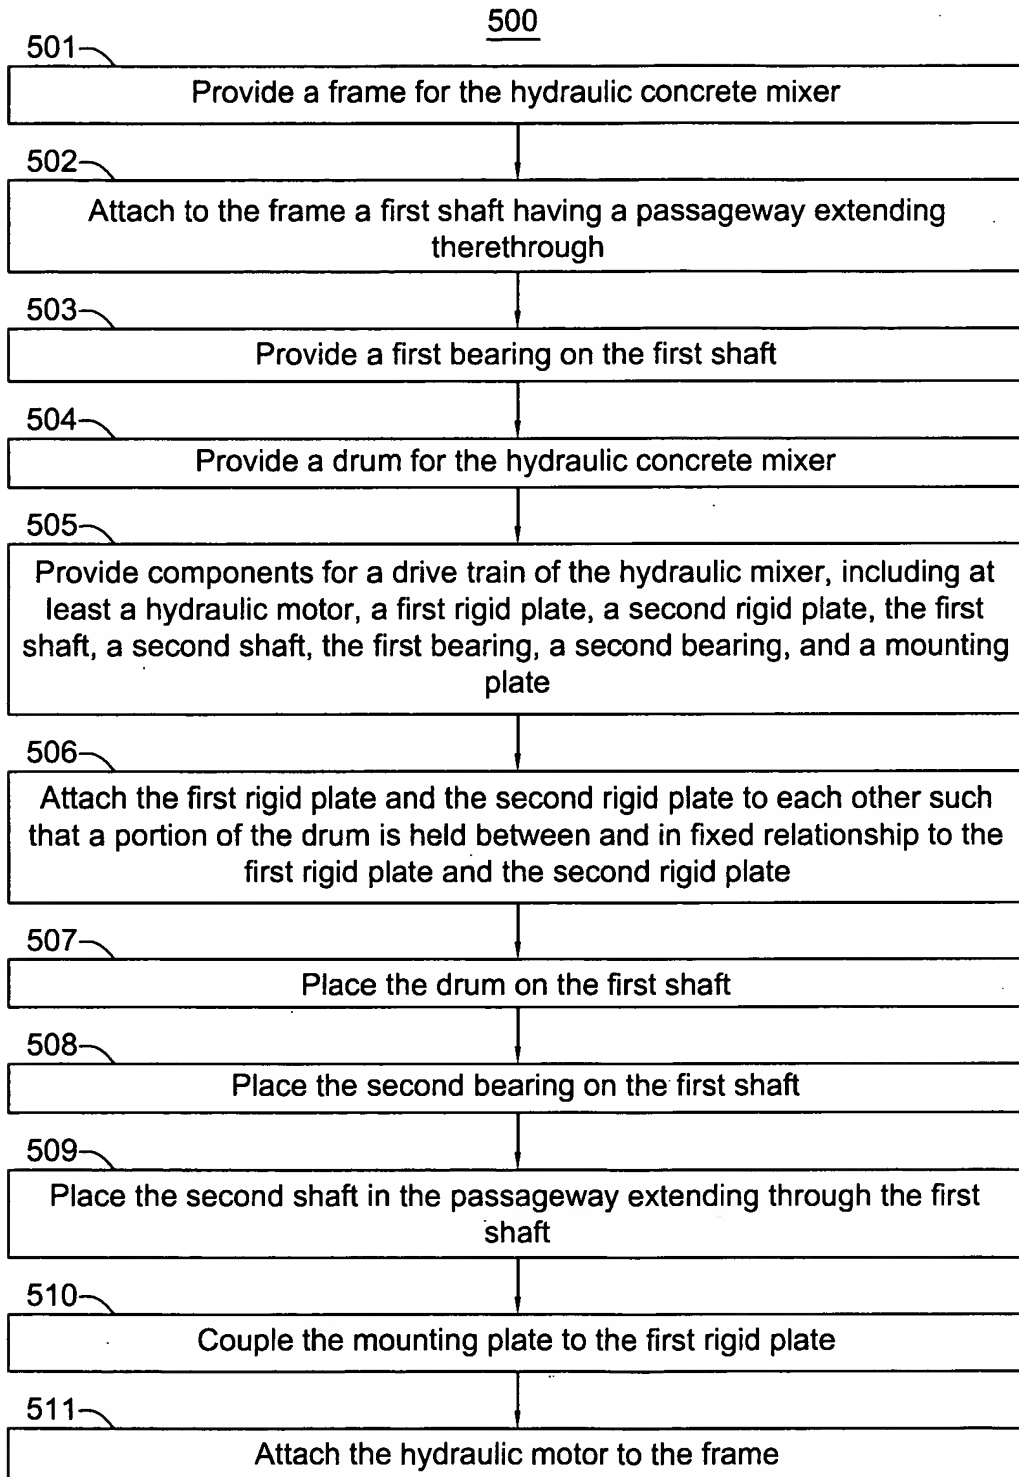 500
501
Provide a frame for the hydraulic concrete mixer
502
Attach to the frame a first shaft having a passageway extending
therethrough
503
Provide a first bearing on the first shaft
504
Provide a drum for the hydraulic concrete mixer
505
Provide components for a drive train of the hydraulic mixer, including at
least a hydraulic motor, a first rigid plate, a second rigid plate, the first
shaft, a second shaft, the first bearing, a second bearing, and a mounting
plate
506
Attach the first rigid plate and the second rigid plate to each other such
that a portion of the drum is held between and in fixed relationship to the
first rigid plate and the second rigid plate
507
Place the drum on the first shaft
508
Place the second bearing on the first shaft
509
Place the second shaft in the passageway extending through the first
shaft
510
Couple the mounting plate to the first rigid plate
511
Attach the hydraulic motor to the frame